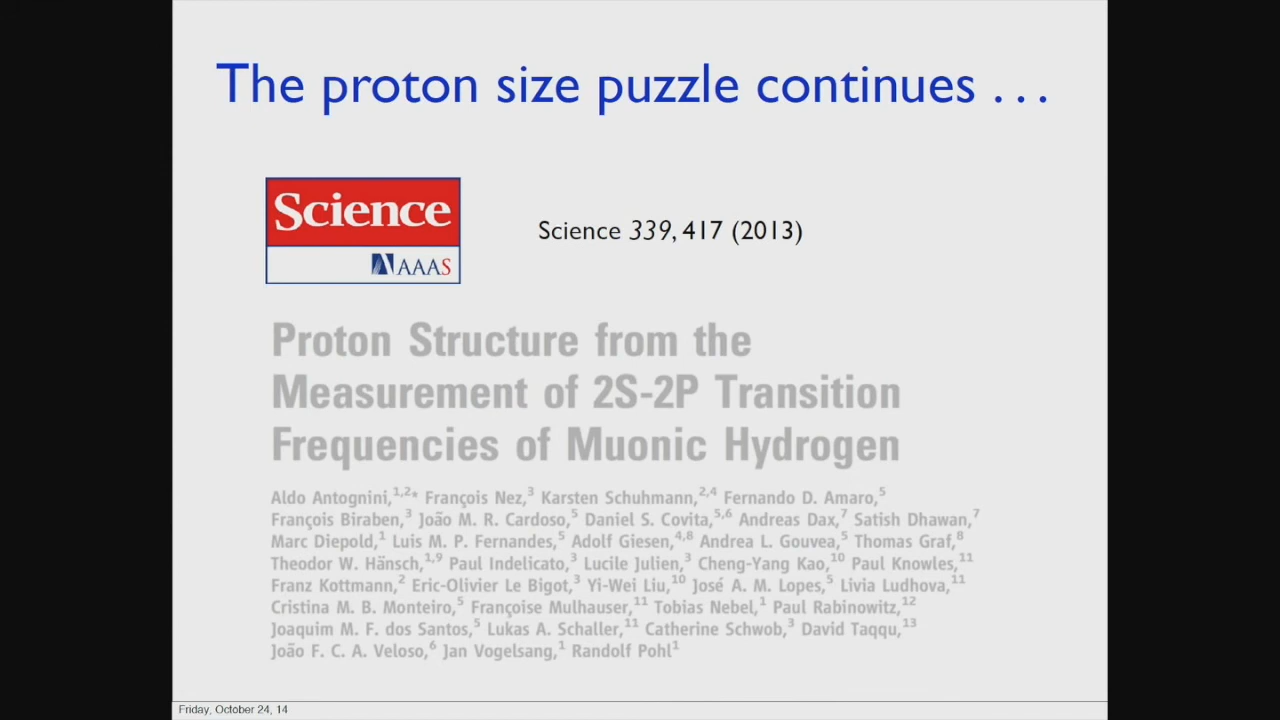 The proton size puzzle continues . . .
Science
AAAS
Science 339, 417 (2013)
Proton Structure from the
Measurement of 2S-2P Transition
Frequencies of Muonic Hydrogen
Aldo Antognini,1,2* François Nez,3 Karsten Schuhmann,2,4 Fernando D. Amaro,5
François Biraben,3 João M. R. Cardoso,5 Daniel S. Covita,5,6 Andreas Dax,7 Satish Dhawan,7
Marc Diepold,1 Luis M. P. Fernandes,5 Adolf Giesen,4,8 Andrea L. Gouvea,5 Thomas Graf,8
Theodor W. Hänsch,1,9 Paul Indelicato,3 Lucile Julien,3 Cheng-Yang Kao,10 Paul Knowles,11
Franz Kottmann,2 Eric-Olivier Le Bigot,3 Yi-Wei Liu,10 José A. M. Lopes,5 Livia Ludhova,11
Cristina M. B. Monteiro,5 Françoise Mulhauser,11 Tobias Nebel,1 Paul Rabinowitz,12
Joaquim M. F. dos Santos,5 Lukas A. Schaller,11 Catherine Schwob,3 David Taqqu,13
João F. C. A. Veloso,6 Jan Vogelsang,1 Randolf Pohl1
Friday, October 24, 14